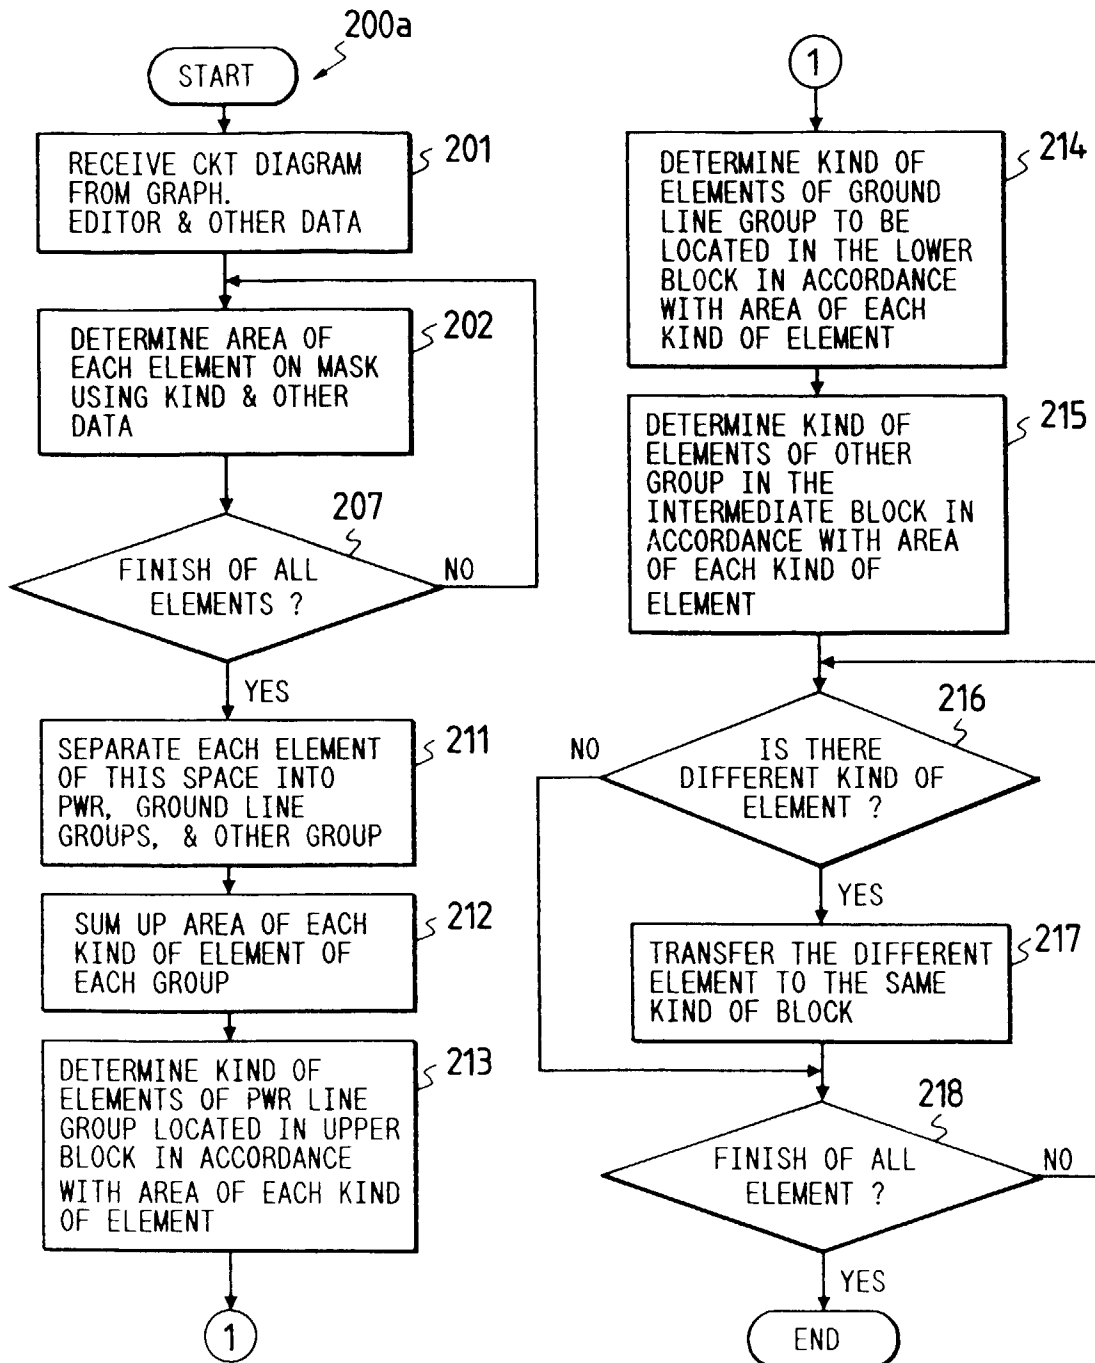 200a
START
201
RECEIVE CKT DIAGRAM
FROM GRAPH.
EDITOR & OTHER DATA
202
DETERMINE AREA OF
EACH ELEMENT ON MASK
USING KIND & OTHER
DATA
207
FINISH OF ALL
ELEMENTS ?
NO
YES
211
SEPARATE EACH ELEMENT
OF THIS SPACE INTO
PWR, GROUND LINE
GROUPS, & OTHER GROUP
212
SUM UP AREA OF EACH
KIND OF ELEMENT OF
EACH GROUP
213
DETERMINE KIND OF
ELEMENTS OF PWR LINE
GROUP LOCATED IN UPPER
BLOCK IN ACCORDANCE
WITH AREA OF EACH KIND
OF ELEMENT
1
1
214
DETERMINE KIND OF
ELEMENTS OF GROUND
LINE GROUP TO BE
LOCATED IN THE LOWER
BLOCK IN ACCORDANCE
WITH AREA OF EACH
KIND OF ELEMENT
215
DETERMINE KIND OF
ELEMENTS OF OTHER
GROUP IN THE
INTERMEDIATE BLOCK IN
ACCORDANCE WITH AREA
OF EACH KIND OF
ELEMENT
216
NO
IS THERE
DIFFERENT KIND OF
ELEMENT ?
YES
217
TRANSFER THE DIFFERENT
ELEMENT TO THE SAME
KIND OF BLOCK
218
FINISH OF ALL
ELEMENT ?
NO
YES
END